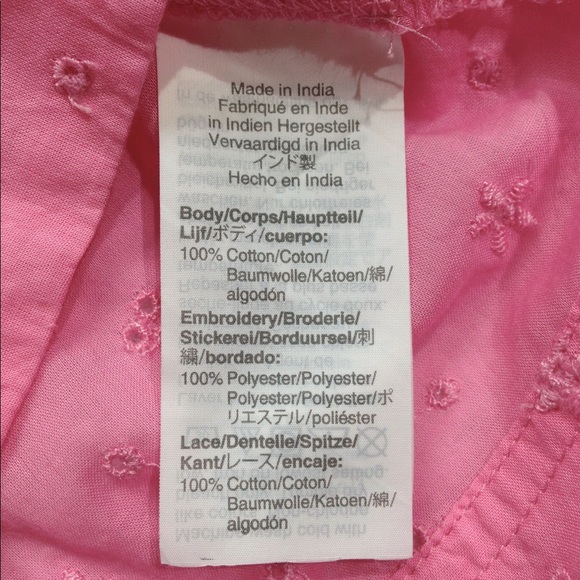 Made in India
Fabriqué en Inde
in Indien Hergestellt
Vervaardigd in India
インド製
Hecho en India
Body/Corps/Hauptteil/
Lijf/ボディ/cuerpo:
100% Cotton/Coton/
Baumwolle/Katoen/綿/
algodón
Embroidery/Broderie/
Stickerei/Borduursel/刺
繍/bordado:
100% Polyester/Polyester/
Polyester/Polyester/ポ
リエステル/poliéster
Lace/Dentelle/Spitze/
Kant/レース/encaje:
100% Cotton/Coton/
Baumwolle/Katoen/綿/
algodón